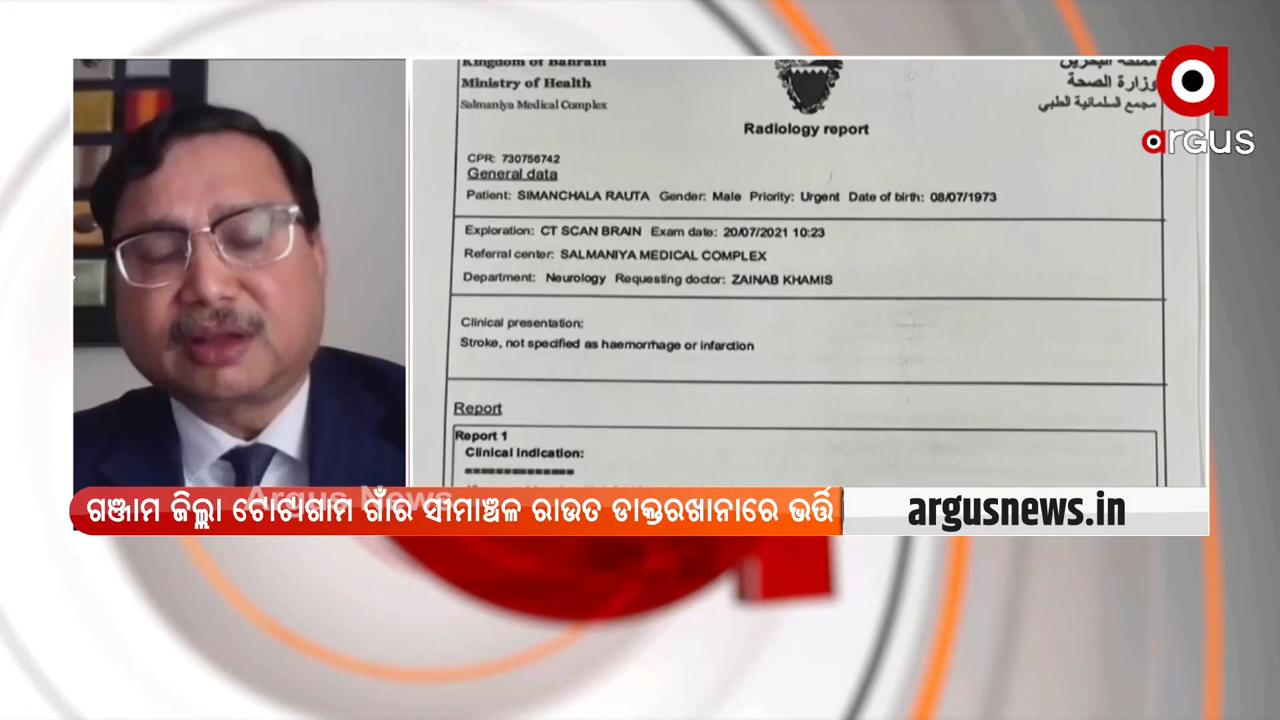 Kingdom of Bahrain
Ministry of Health
Salmaniya Medical Complex
مملكة البحرين
وزارة الصحة
مجمع السلمانية الطبي
argus
Radiology report
CPR: 730756742
General data
Patient: SIMANCHALA RAUTA Gender: Male Priority: Urgent Date of birth: 08/07/1973
Exploration: CT SCAN BRAIN Exam date: 20/07/2021 10:23
Referral center: SALMANIYA MEDICAL COMPLEX
Department: Neurology Requesting doctor: ZAINAB KHAMIS
Clinical presentation:
Stroke, not specified as haemorrhage or infarction
Report
Report 1
Clinical Indication:
==============
Argus News
ଗଞ୍ଜାମ ଜିଲ୍ଲା ଗାଁର ସୀମାଞ୍ଚଳ ରାଉତ ଡାକ୍ତରଖାନାରେ ଭର୍ତ୍ତି
argusnews.in